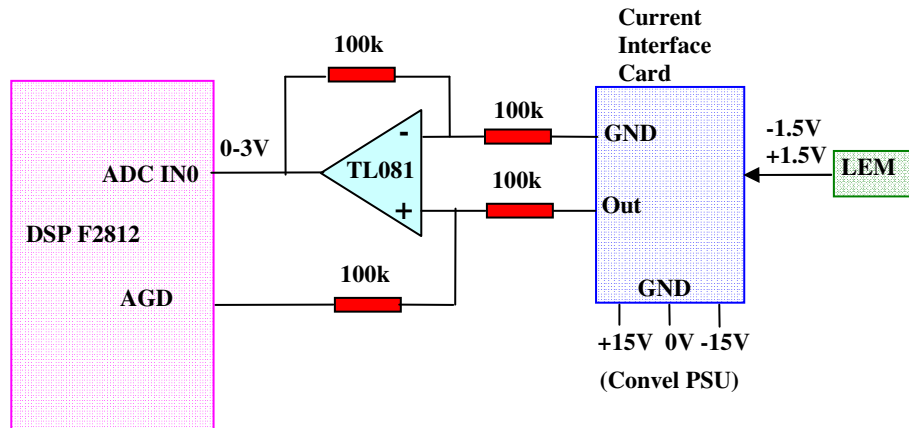 Current
Interface
Card
100k
100k
GND
-1.5V
+1.5V
0-3V
-
TL081
ADC IN0
100k
LEM
+
Out
DSP F2812
100k
AGD
GND
+15V 0V -15V
(Convel PSU)